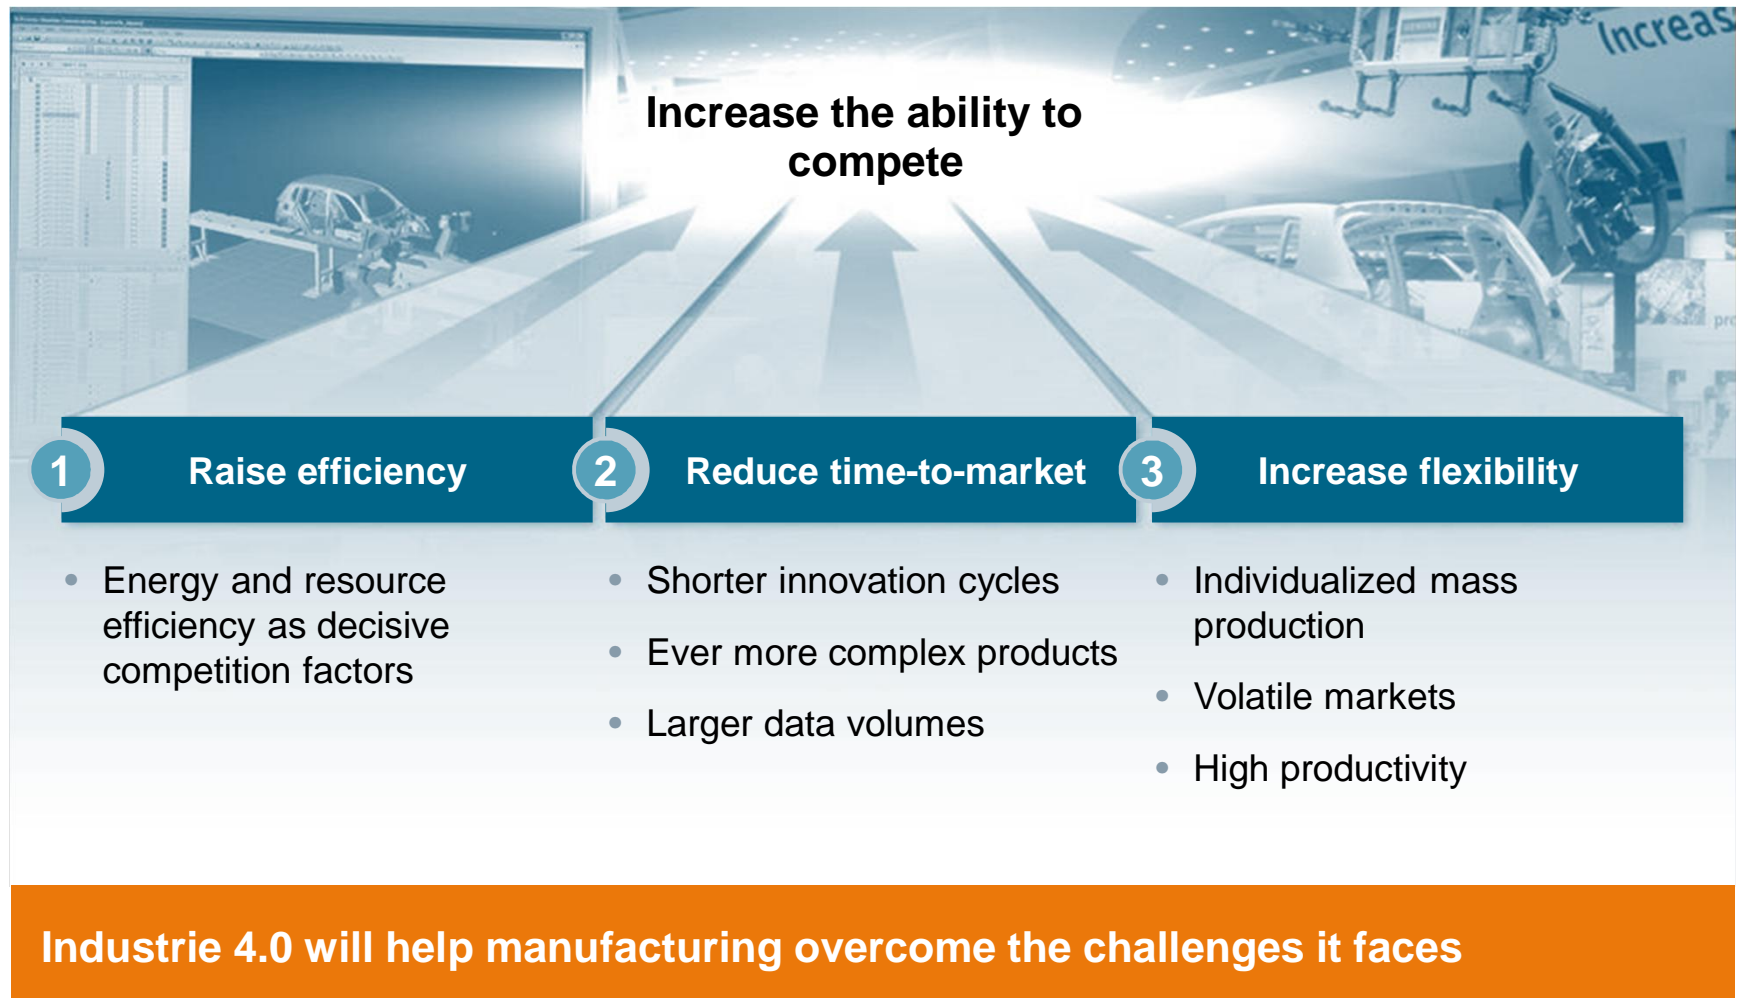 Increas
Increase the ability to
compete
pro
1 Raise efficiency
2 Reduce time-to-market
3 Increase flexibility
• Energy and resource
efficiency as decisive
competition factors
• Shorter innovation cycles
• Ever more complex products
• Larger data volumes
• Individualized mass
production
• Volatile markets
• High productivity
Industrie 4.0 will help manufacturing overcome the challenges it faces